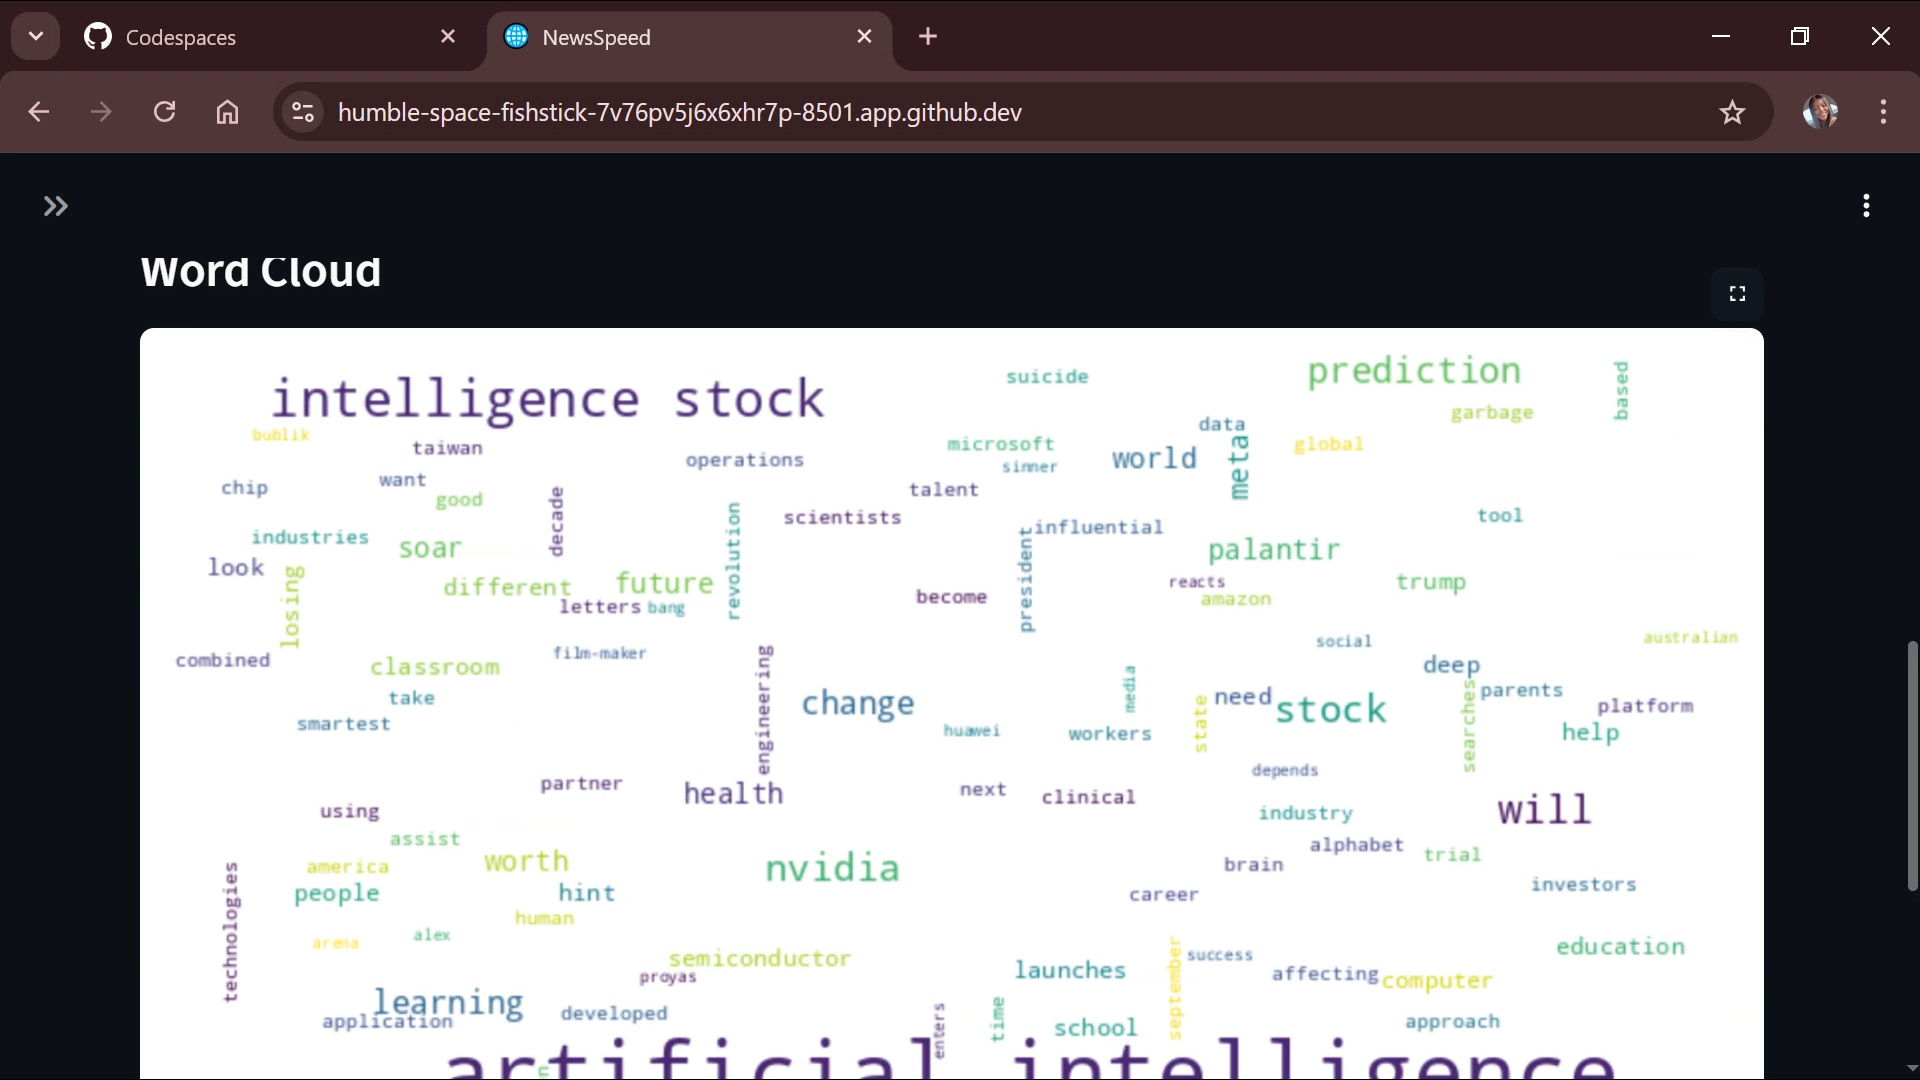 Codespaces
NewsSpeed
humble-space-fishstick-7v76pv5j6x6xhr7p-8501.app.github.dev
Word Cloud
intelligence stock
suicide
prediction
based
bublik
taiwan
operations
microsoft
sinner
data
world
meta
garbage
global
chip
want
good
decade
talent
scientists
revolution
influential
president
tool
industries
soar
look
losing
different
future
letters
bang
become
palantir
reacts
amazon
trump
combined
classroom
film-maker
take
smartest
engineering
change
huawei
media
workers
social
australian
deep
state
need
stock
searches
parents
platform
help
depends
partner
health
next
clinical
using
assist
industry
will
america
worth
people
hint
human
nvidia
brain
alphabet
trial
career
investors
technologies
arena
alex
semiconductor
proyas
launches
september
success
affecting
computer
education
learning
application
developed
enters
time
school
approach
artificial intelligence